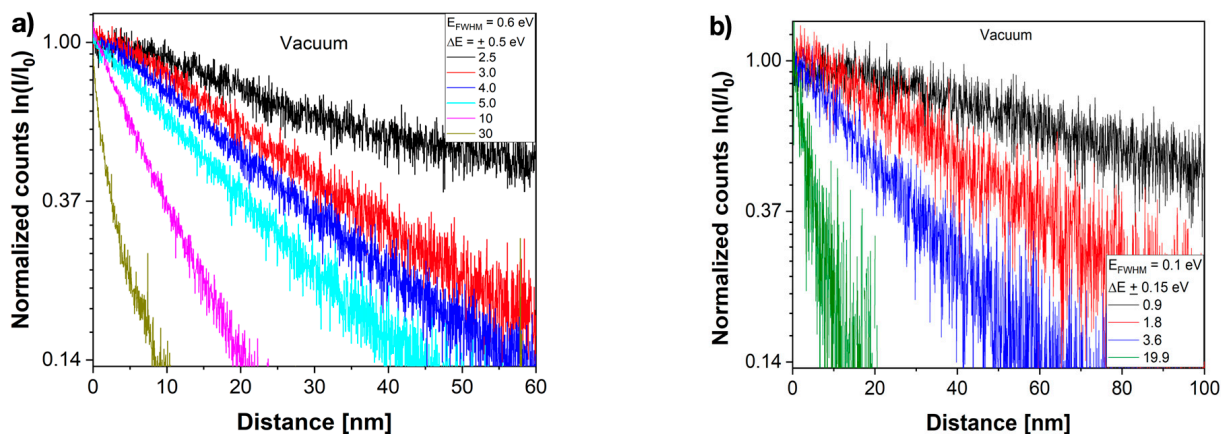 a)
Normalized counts ln(I/I₀)
1.00
0.37
0.14
Vacuum
E_FWHM = 0.6 eV
ΔE = ± 0.5 eV
2.5
3.0
4.0
5.0
10
30
0 10 20 30 40 50 60
Distance [nm]
b)
Normalized counts ln(I/I₀)
1.00
0.37
0.14
Vacuum
E_FWHM = 0.1 eV
ΔE ± 0.15 eV
0.9
1.8
3.6
19.9
0 20 40 60 80 100
Distance [nm]